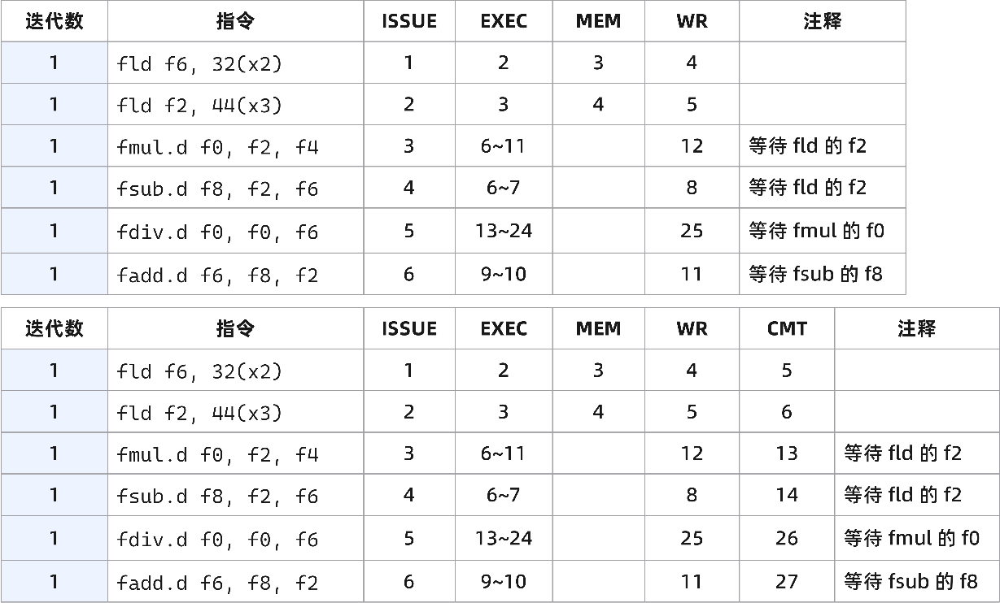 迭代数 指令 ISSUE EXEC MEM WR 注释
1 fld f6, 32(x2) 1 2 3 4
1 fld f2, 44(x3) 2 3 4 5
1 fmul.d f0, f2, f4 3 6~11 12 等待 fld 的 f2
1 fsub.d f8, f2, f6 4 6~7 8 等待 fld 的 f2
1 fdiv.d f0, f0, f6 5 13~24 25 等待 fmul 的 f0
1 fadd.d f6, f8, f2 6 9~10 11 等待 fsub 的 f8
迭代数 指令 ISSUE EXEC MEM WR CMT 注释
1 fld f6, 32(x2) 1 2 3 4 5
1 fld f2, 44(x3) 2 3 4 5 6
1 fmul.d f0, f2, f4 3 6~11 12 13 等待 fld 的 f2
1 fsub.d f8, f2, f6 4 6~7 8 14 等待 fld 的 f2
1 fdiv.d f0, f0, f6 5 13~24 25 26 等待 fmul 的 f0
1 fadd.d f6, f8, f2 6 9~10 11 27 等待 fsub 的 f8